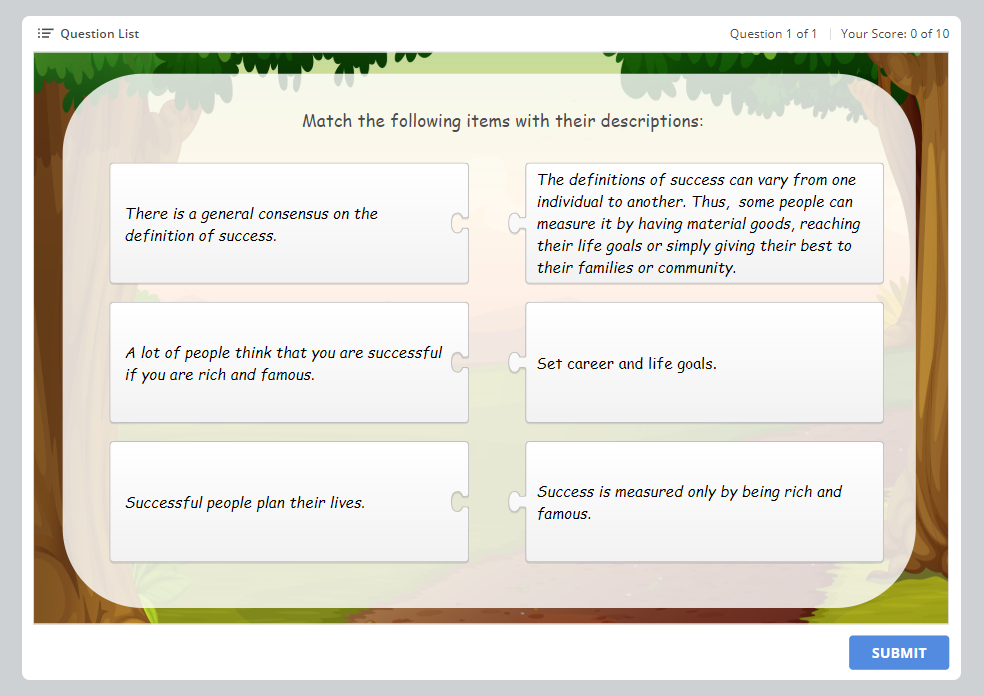 Question List
Question 1 of 1 | Your Score: 0 of 10
Match the following items with their descriptions:
There is a general consensus on the
definition of success.
The definitions of success can vary from one
individual to another. Thus, some people can
measure it by having material goods, reaching
their life goals or simply giving their best to
their families or community.
A lot of people think that you are successful
if you are rich and famous.
Set career and life goals.
Successful people plan their lives.
Success is measured only by being rich and
famous.
SUBMIT